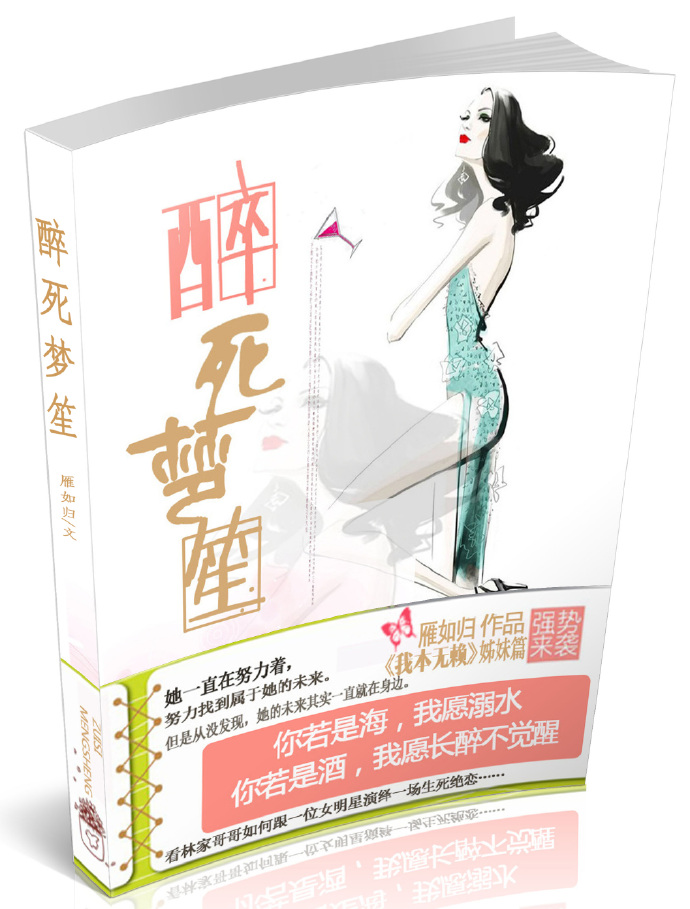 醉死梦笙
雁如归/文
ZUISI
MENGSHENG
醉
死
梦
笙
雁如归 作品
《我本无赖》姊妹篇
强势
来袭
她一直在努力着，
努力找到属于她的未来。
但是从没发现，她的未来其实一直就在身边。
你若是海，我愿溺水
你若是酒，我愿长醉不觉醒
看林家哥哥如何跟一位女明星演绎一场生死绝恋……